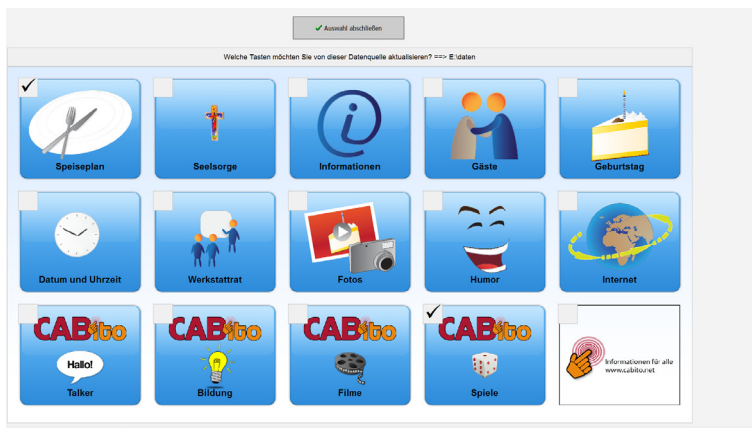 Auswahl abschließen
Welche Tasten möchten Sie von dieser Datenquelle aktualisieren? ==> E:\daten
Speiseplan
Seelsorge
Informationen
Gäste
Geburtstag
Datum und Uhrzeit
Werkstattrat
Fotos
Humor
Internet
CABito
Hallo!
Talker
CABito
Bildung
CABito
Filme
CABito
Spiele
Informationen für alle
www.cabito.net